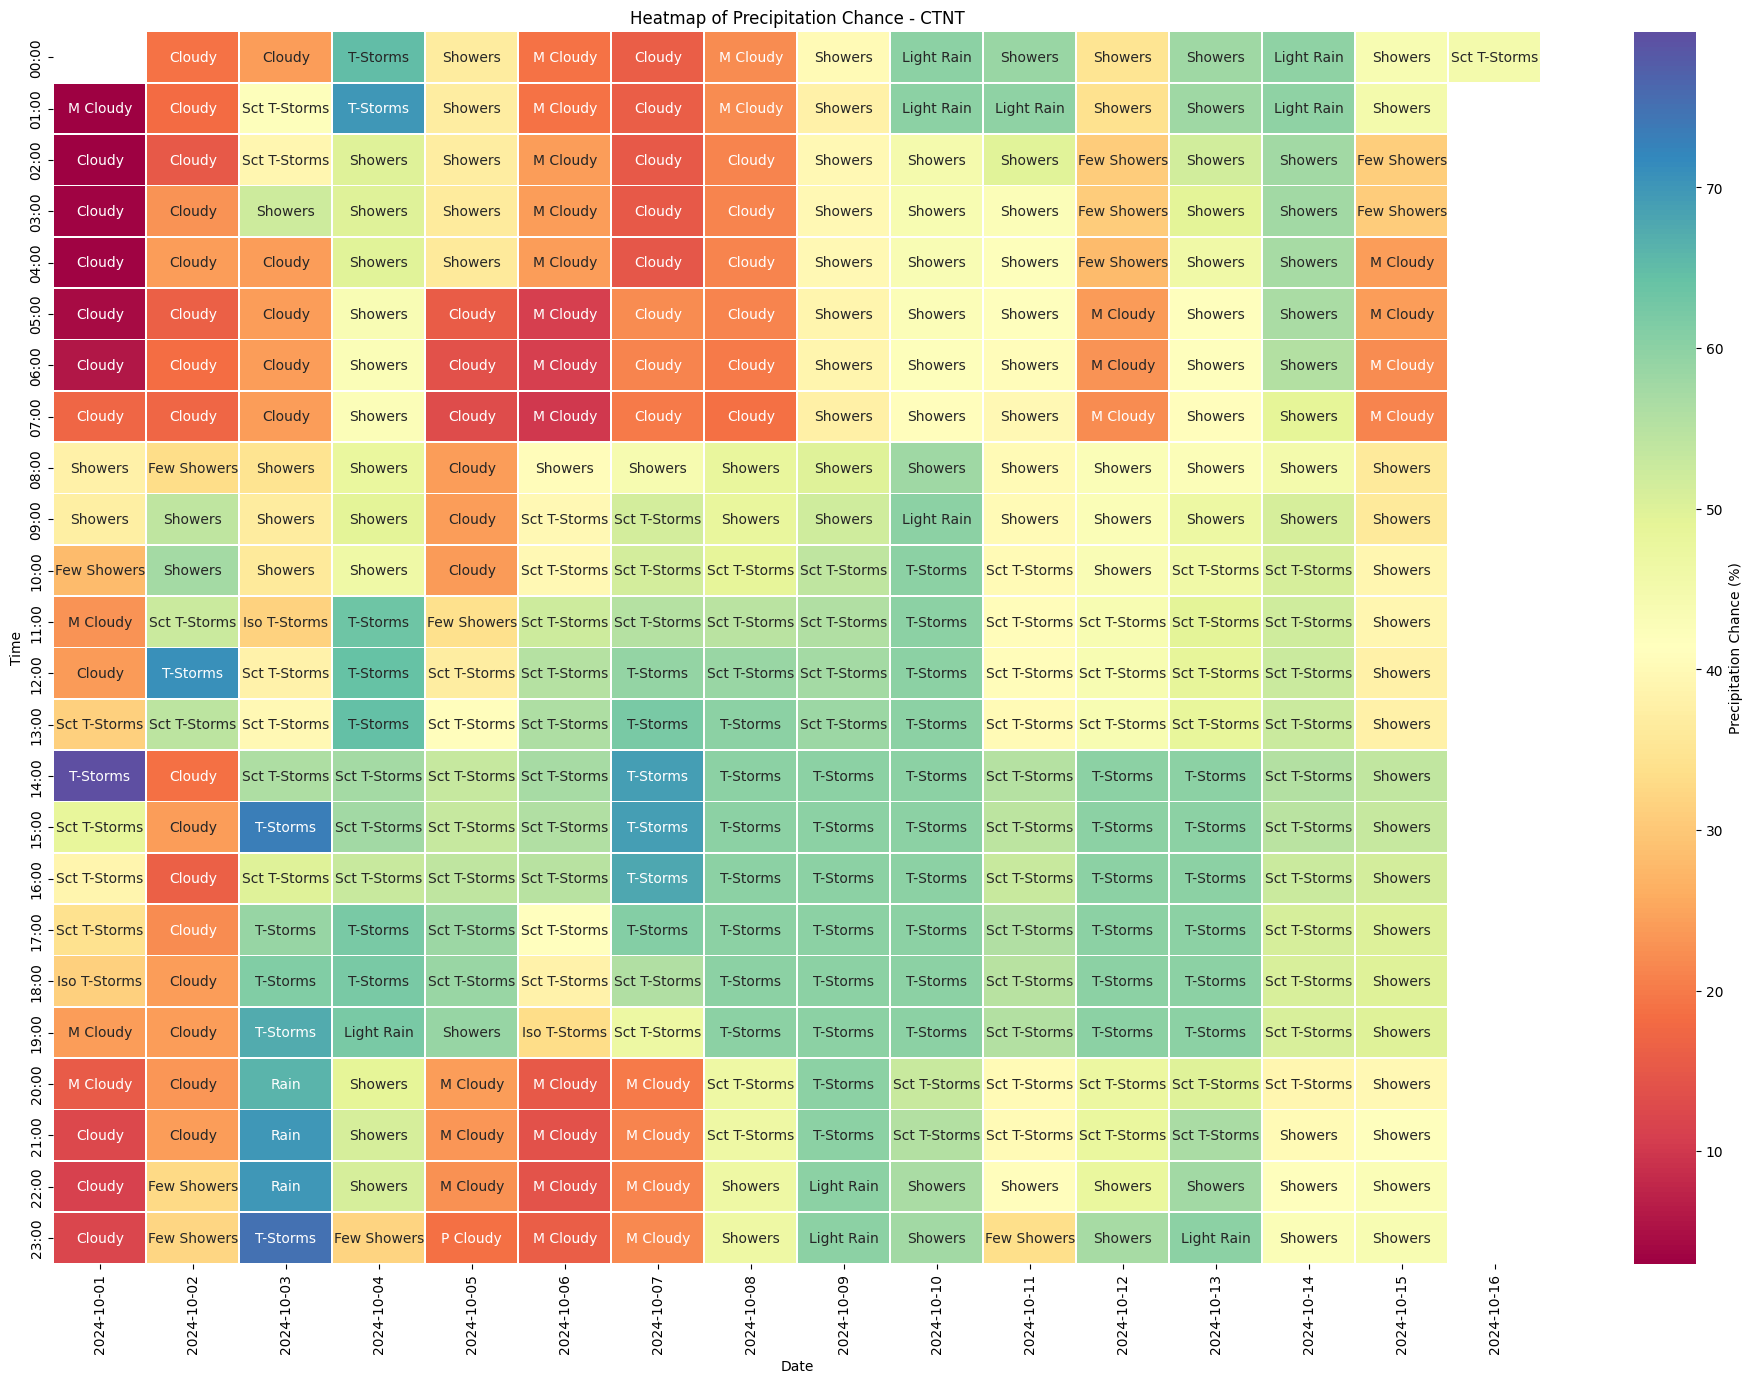 Heatmap of Precipitation Chance - CTNT
00:00 Cloudy Cloudy T-Storms Showers M Cloudy Cloudy M Cloudy Showers Light Rain Showers Showers Showers Light Rain Showers Sct T-Storms
01:00 M Cloudy Cloudy Sct T-Storms T-Storms Showers M Cloudy Cloudy M Cloudy Showers Light Rain Light Rain Showers Showers Light Rain Showers
02:00 Cloudy Cloudy Sct T-Storms Showers Showers M Cloudy Cloudy Cloudy Showers Showers Showers Few Showers Showers Showers Few Showers
70
03:00 Cloudy Cloudy Showers Showers Showers M Cloudy Cloudy Cloudy Showers Showers Showers Few Showers Showers Showers Few Showers
04:00 Cloudy Cloudy Cloudy Showers Showers M Cloudy Cloudy Cloudy Showers Showers Showers Few Showers Showers Showers M Cloudy
05:00 Cloudy Cloudy Cloudy Showers Cloudy M Cloudy Cloudy Cloudy Showers Showers Showers M Cloudy Showers Showers M Cloudy
60
06:00 Cloudy Cloudy Cloudy Showers Cloudy M Cloudy Cloudy Cloudy Showers Showers Showers M Cloudy Showers Showers M Cloudy
07:00 Cloudy Cloudy Cloudy Showers Cloudy M Cloudy Cloudy Cloudy Showers Showers Showers M Cloudy Showers Showers M Cloudy
08:00 Showers Few Showers Showers Showers Cloudy Showers Showers Showers Showers Showers Showers Showers Showers Showers Showers
50
09:00 Showers Showers Showers Showers Cloudy Sct T-Storms Sct T-Storms Showers Showers Light Rain Showers Showers Showers Showers Showers
10:00 Few Showers Showers Showers Showers Cloudy Sct T-Storms Sct T-Storms Sct T-Storms Sct T-Storms T-Storms Sct T-Storms Showers Sct T-Storms Sct T-Storms Showers
11:00 M Cloudy Sct T-Storms Iso T-Storms T-Storms Few Showers Sct T-Storms Sct T-Storms Sct T-Storms Sct T-Storms T-Storms Sct T-Storms Sct T-Storms Sct T-Storms Sct T-Storms Showers
Time
Precipitation Chance (%)
40
12:00 Cloudy T-Storms Sct T-Storms T-Storms Sct T-Storms Sct T-Storms T-Storms Sct T-Storms Sct T-Storms T-Storms Sct T-Storms Sct T-Storms Sct T-Storms Sct T-Storms Showers
13:00 Sct T-Storms Sct T-Storms Sct T-Storms T-Storms Sct T-Storms Sct T-Storms T-Storms T-Storms Sct T-Storms T-Storms Sct T-Storms Sct T-Storms Sct T-Storms Sct T-Storms Showers
14:00 T-Storms Cloudy Sct T-Storms Sct T-Storms Sct T-Storms Sct T-Storms T-Storms T-Storms T-Storms T-Storms Sct T-Storms T-Storms T-Storms Sct T-Storms Showers
15:00 Sct T-Storms Cloudy T-Storms Sct T-Storms Sct T-Storms Sct T-Storms T-Storms T-Storms T-Storms T-Storms Sct T-Storms T-Storms T-Storms Sct T-Storms Showers
30
16:00 Sct T-Storms Cloudy Sct T-Storms Sct T-Storms Sct T-Storms Sct T-Storms T-Storms T-Storms T-Storms T-Storms Sct T-Storms T-Storms T-Storms Sct T-Storms Showers
17:00 Sct T-Storms Cloudy T-Storms T-Storms Sct T-Storms Sct T-Storms T-Storms T-Storms T-Storms T-Storms Sct T-Storms T-Storms T-Storms Sct T-Storms Showers
18:00 Iso T-Storms Cloudy T-Storms T-Storms Sct T-Storms Sct T-Storms Sct T-Storms T-Storms T-Storms T-Storms Sct T-Storms T-Storms T-Storms Sct T-Storms Showers
20
19:00 M Cloudy Cloudy T-Storms Light Rain Showers Iso T-Storms Sct T-Storms T-Storms T-Storms T-Storms Sct T-Storms T-Storms T-Storms Sct T-Storms Showers
20:00 M Cloudy Cloudy Rain Showers M Cloudy M Cloudy M Cloudy Sct T-Storms T-Storms Sct T-Storms Sct T-Storms Sct T-Storms Sct T-Storms Sct T-Storms Showers
21:00 Cloudy Cloudy Rain Showers M Cloudy M Cloudy M Cloudy Sct T-Storms T-Storms Sct T-Storms Sct T-Storms Sct T-Storms Sct T-Storms Showers Showers
10
22:00 Cloudy Few Showers Rain Showers M Cloudy M Cloudy M Cloudy Showers Light Rain Showers Showers Showers Showers Showers Showers
23:00 Cloudy Few Showers T-Storms Few Showers P Cloudy M Cloudy M Cloudy Showers Light Rain Showers Few Showers Showers Light Rain Showers Showers
2024-10-01 2024-10-02 2024-10-03 2024-10-04 2024-10-05 2024-10-06 2024-10-07 2024-10-08 2024-10-09 2024-10-10 2024-10-11 2024-10-12 2024-10-13 2024-10-14 2024-10-15 2024-10-16
Date